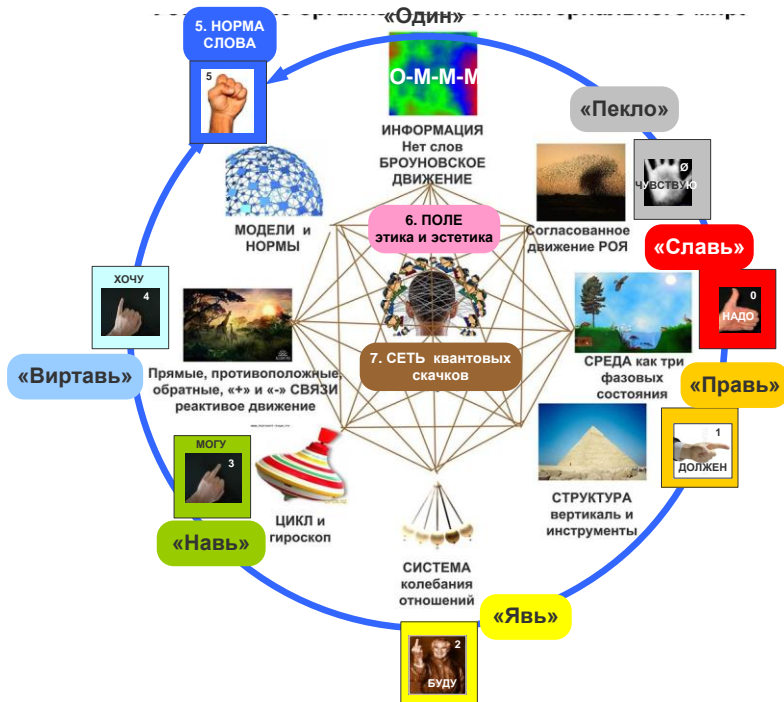 «Один»
5. НОРМА
СЛОВА
5
О-М-М-М
«Пекло»
ИНФОРМАЦИЯ
Нет слов
БРОУНОВСКОЕ
ДВИЖЕНИЕ
Ø
ЧУВСТВУЮ
6. ПОЛЕ
этика и эстетика
МОДЕЛИ и
НОРМЫ
Согласованное
движение РОЯ
«Славь»
ХОЧУ
4
0
НАДО
7. СЕТЬ квантовых
скачков
«Виртавь»
Прямые, противоположные,
обратные, «+» и «-» СВЯЗИ
реактивное движение
СРЕДА как три
фазовых
состояния
«Правь»
МОГУ
3
1
ДОЛЖЕН
«Навь»
ЦИКЛ и
гироскоп
СТРУКТУРА
вертикаль и
инструменты
СИСТЕМА
колебания
отношений
«Явь»
2
БУДУ